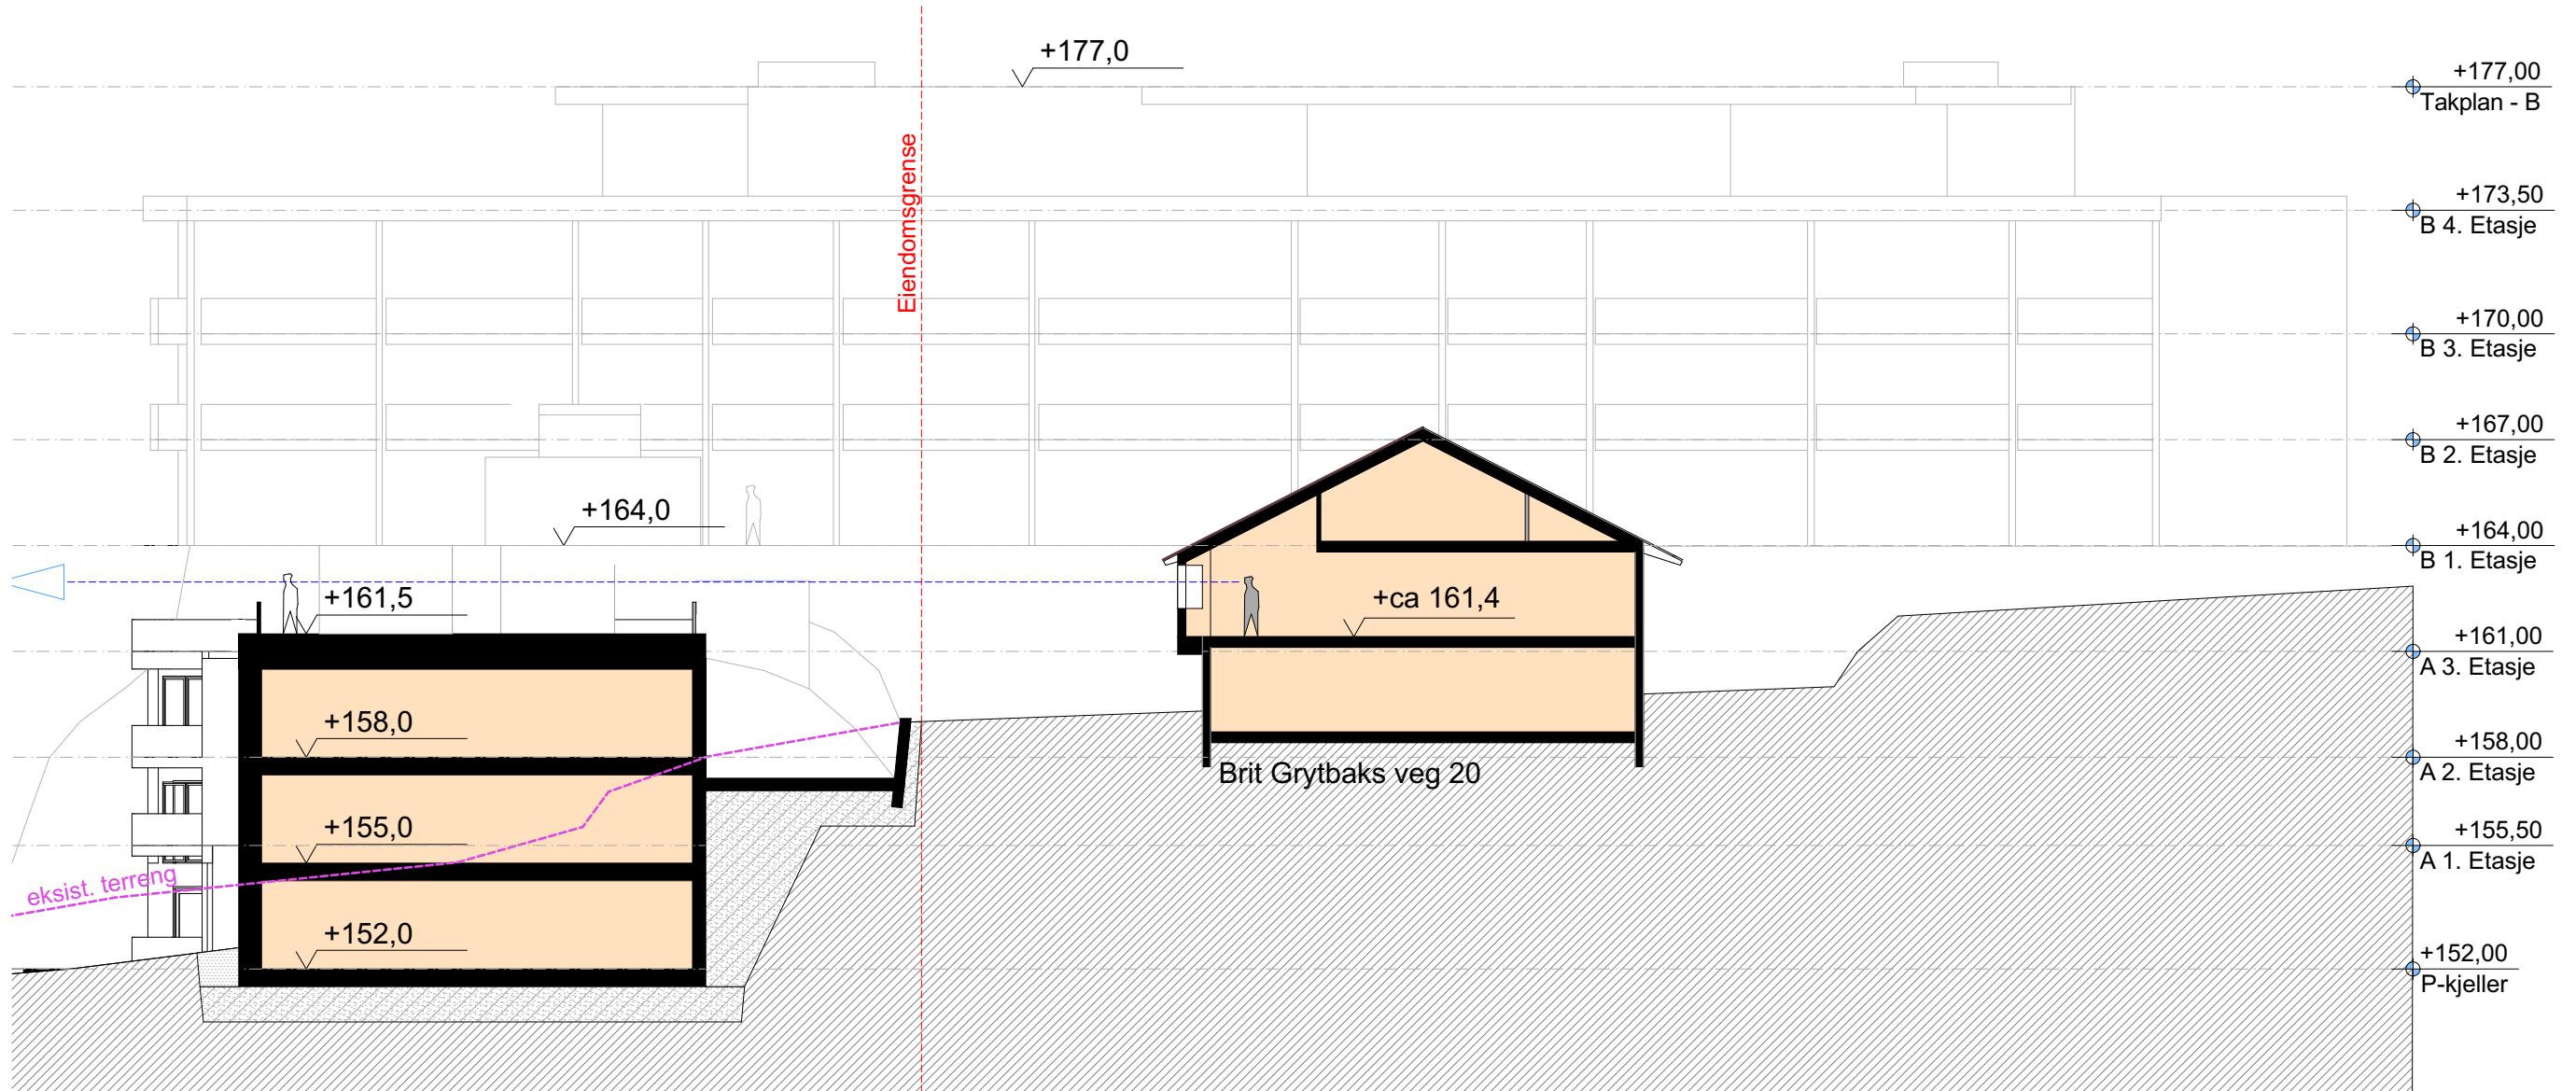 +177,0
+177,00
Takplan - B
Eiendomsgrense
+173,50
B 4. Etasje
+170,00
B 3. Etasje
+167,00
B 2. Etasje
+164,0
+164,00
B 1. Etasje
+161,5
+ca 161,4
+161,00
A 3. Etasje
+158,0
+158,00
A 2. Etasje
Brit Grytbaks veg 20
+155,0
+155,50
A 1. Etasje
eksist. terreng
+152,0
+152,00
P-kjeller